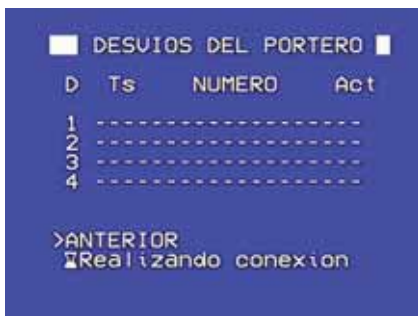 DESVIOS DEL PORTERO
D Ts NUMERO Act
1 --------------------
2 --------------------
3 --------------------
4 --------------------
>ANTERIOR
Realizando conexion